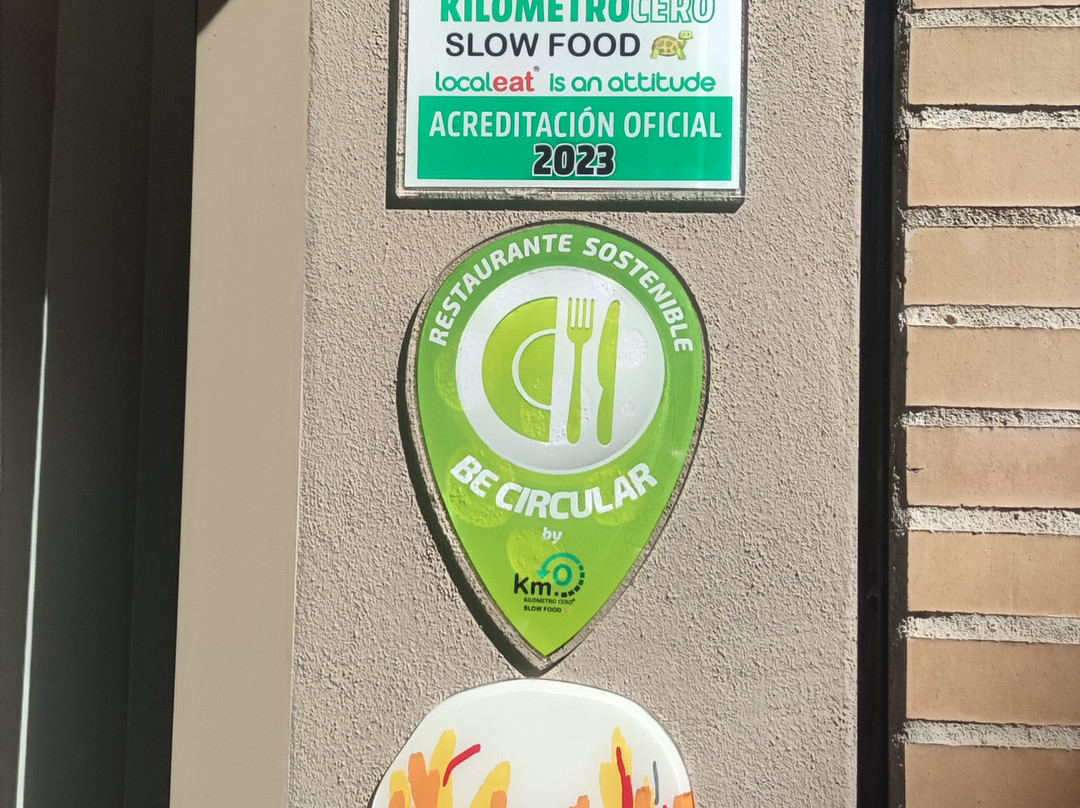 KILOMETROCERO
SLOW FOOD
localeat® is an attitude
ACREDITACIÓN OFICIAL
2023
RESTAURANTE SOSTENIBLE
BE CIRCULAR
by
Km0
KILOMETRO CERO®
SLOW FOOD